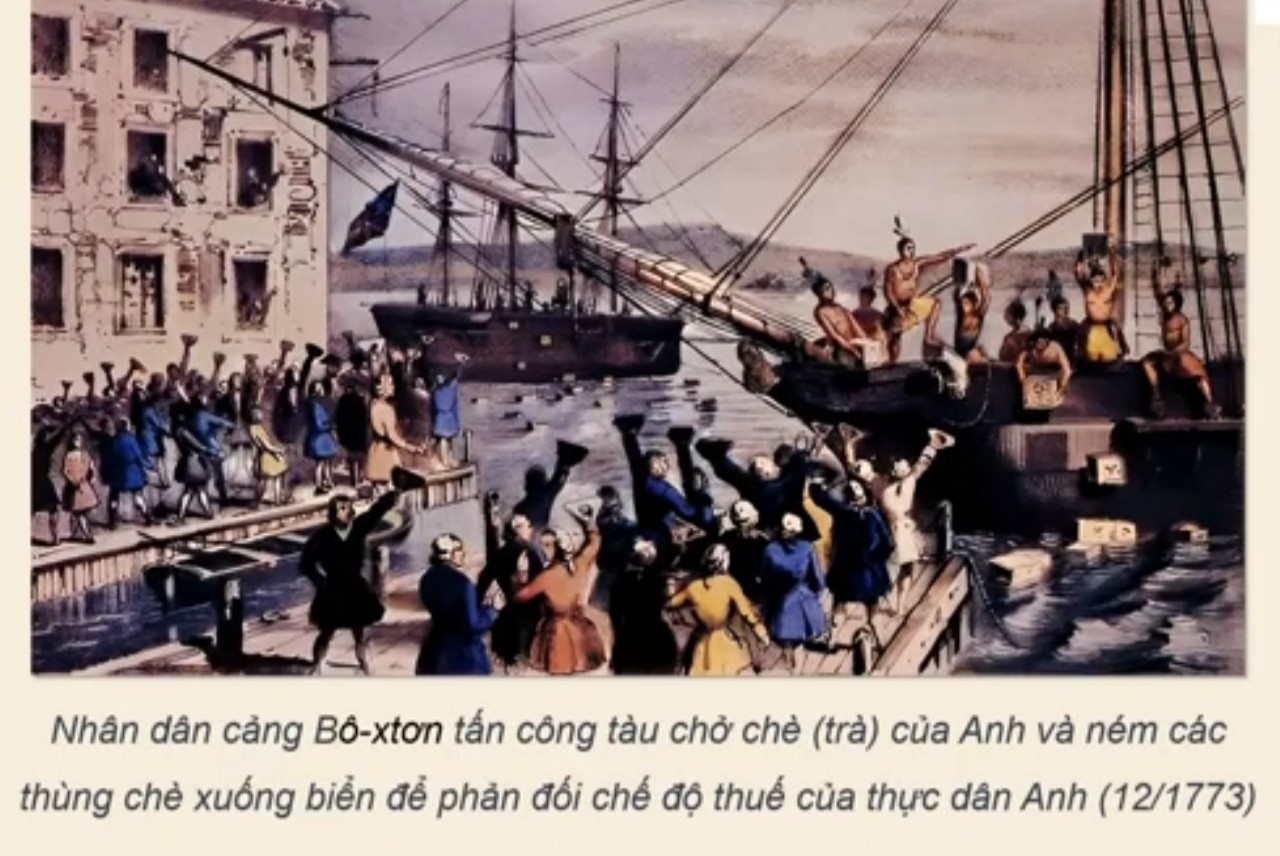 Nhân dân cảng Bô-xtơn tấn công tàu chở chè (trà) của Anh và ném các
thùng chè xuống biển để phản đối chế độ thuế của thực dân Anh (12/1773)